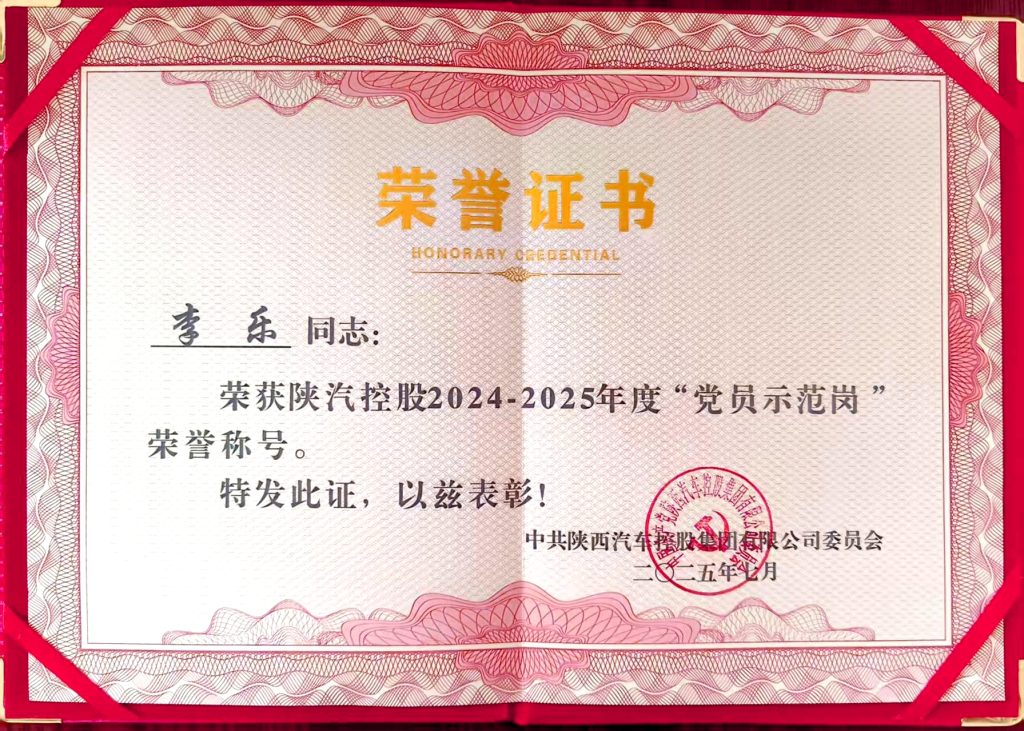 荣誉证书
HONORARY CREDENTIAL
李 乐 同志:
荣获陕汽控股2024-2025年度“党员示范岗”
荣誉称号。
特发此证,以兹表彰!
中共陕西汽车控股集团有限公司委员会
二〇二五年七月